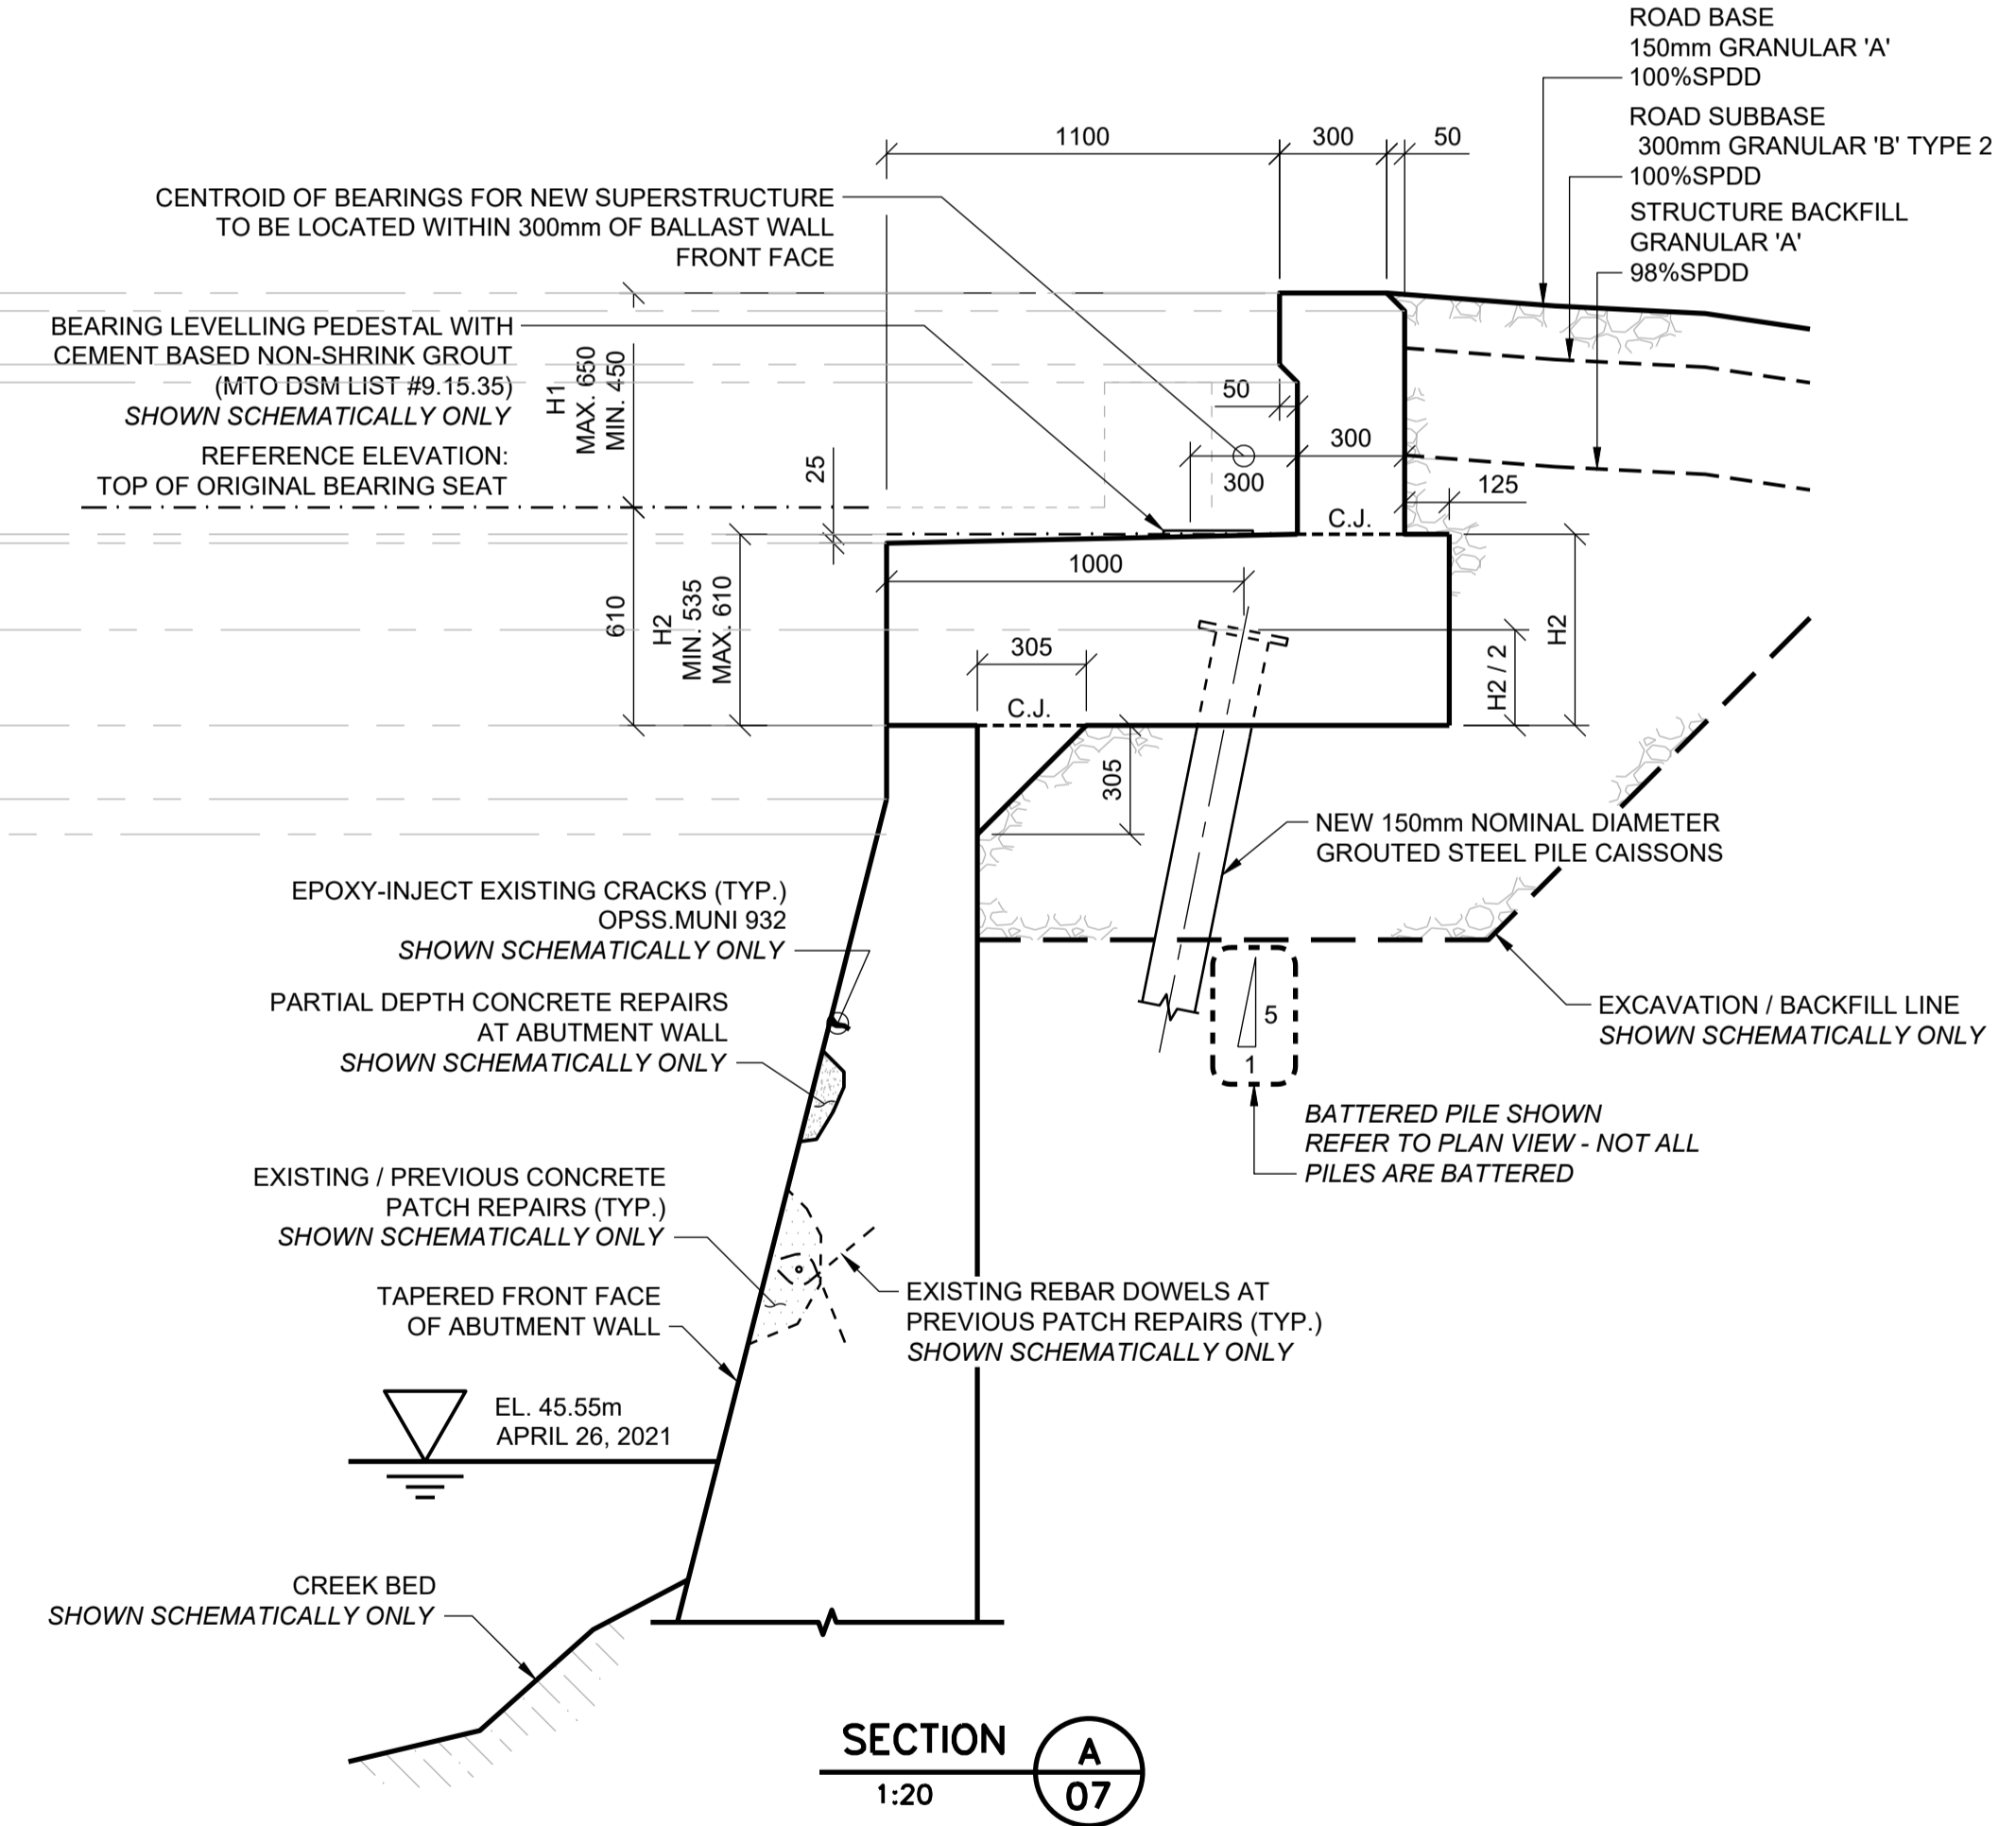 ROAD BASE
150mm GRANULAR 'A'
100%SPDD
ROAD SUBBASE
300mm GRANULAR 'B' TYPE 2
100%SPDD
STRUCTURE BACKFILL
GRANULAR 'A'
98%SPDD
1100
300
50
CENTROID OF BEARINGS FOR NEW SUPERSTRUCTURE
TO BE LOCATED WITHIN 300mm OF BALLAST WALL
FRONT FACE
BEARING LEVELLING PEDESTAL WITH
CEMENT BASED NON-SHRINK GROUT
(MTO DSM LIST #9.15.35)
SHOWN SCHEMATICALLY ONLY
H1
MAX. 650
MIN. 450
REFERENCE ELEVATION:
TOP OF ORIGINAL BEARING SEAT
25
50
300
300
125
C.J.
1000
610
H2
MIN. 535
MAX. 610
305
C.J.
H2 / 2
H2
305
NEW 150mm NOMINAL DIAMETER
GROUTED STEEL PILE CAISSONS
EPOXY-INJECT EXISTING CRACKS (TYP.)
OPSS.MUNI 932
SHOWN SCHEMATICALLY ONLY
PARTIAL DEPTH CONCRETE REPAIRS
AT ABUTMENT WALL
SHOWN SCHEMATICALLY ONLY
5
1
EXCAVATION / BACKFILL LINE
SHOWN SCHEMATICALLY ONLY
BATTERED PILE SHOWN
REFER TO PLAN VIEW - NOT ALL
PILES ARE BATTERED
EXISTING / PREVIOUS CONCRETE
PATCH REPAIRS (TYP.)
SHOWN SCHEMATICALLY ONLY
EXISTING REBAR DOWELS AT
PREVIOUS PATCH REPAIRS (TYP.)
SHOWN SCHEMATICALLY ONLY
TAPERED FRONT FACE
OF ABUTMENT WALL
EL. 45.55m
APRIL 26, 2021
CREEK BED
SHOWN SCHEMATICALLY ONLY
SECTION
1:20
A
07